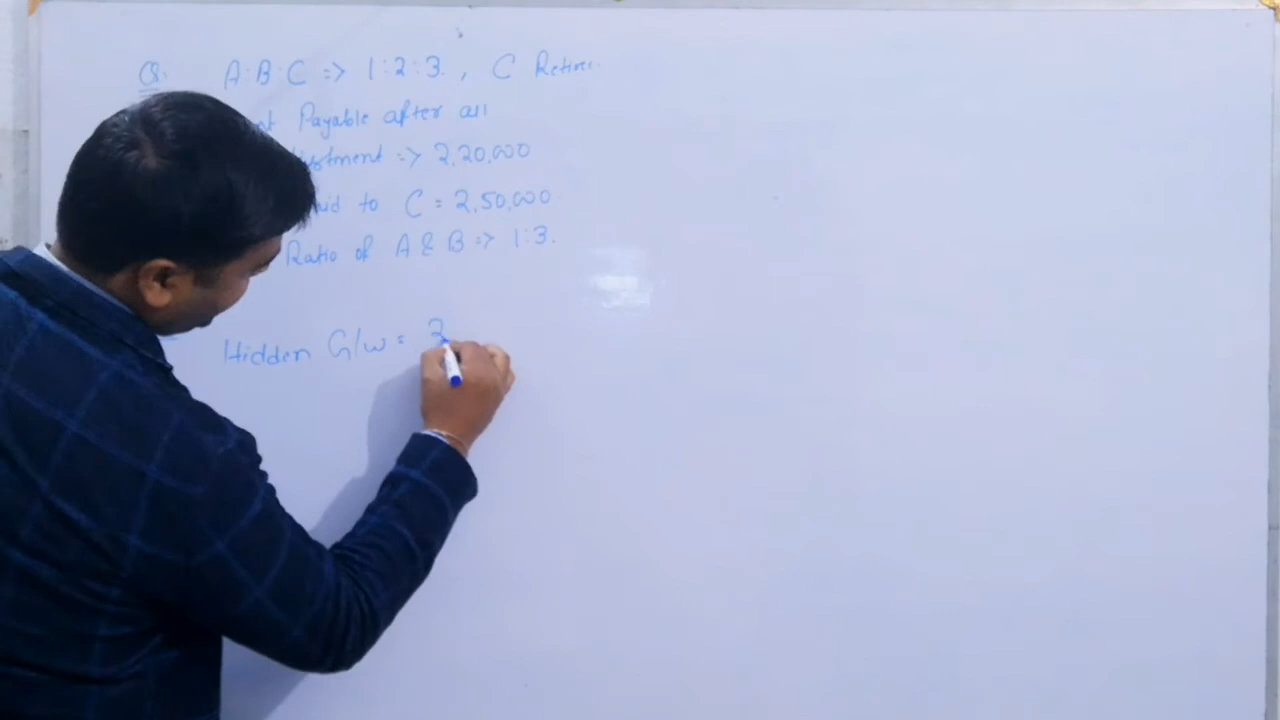 Q. A:B:C => 1:2:3. , C Retires.
Payable after all
=> 2,20,000
to C = 2,50,000
Ratio of A & B => 1:3.
Hidden G/w = 2